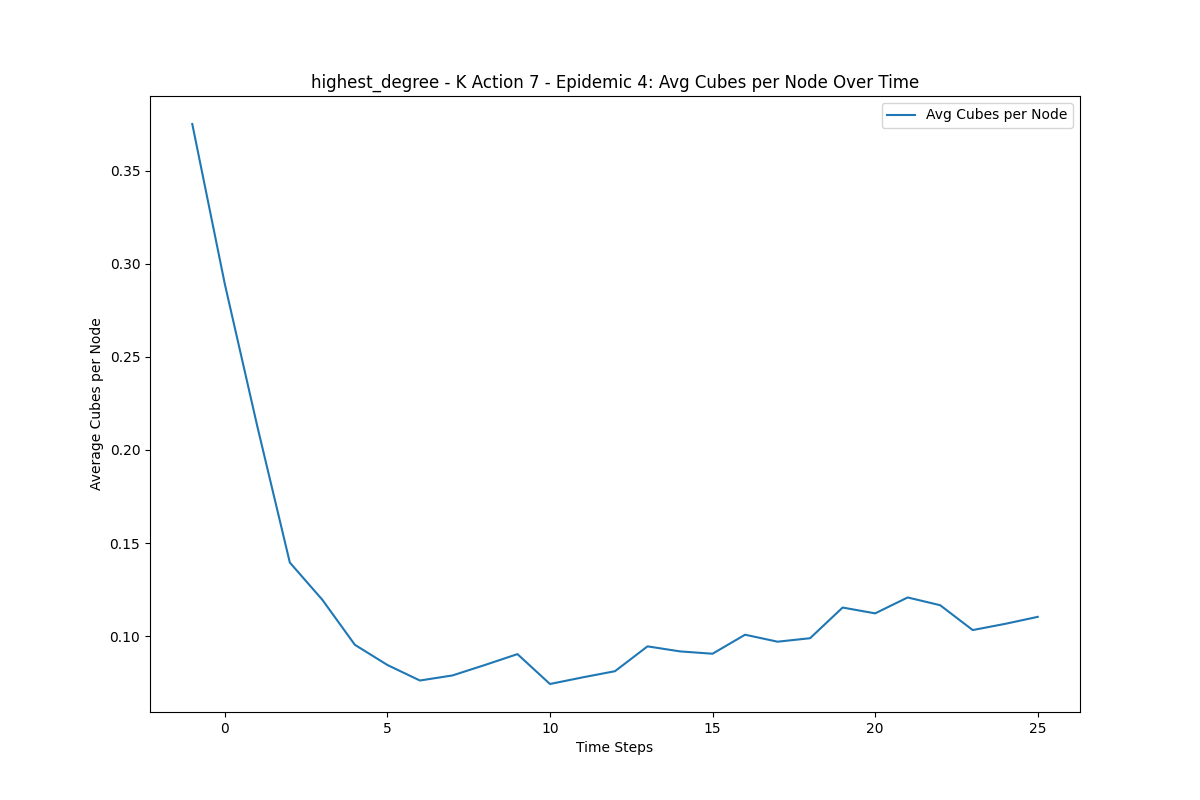 highest_degree - K Action 7 - Epidemic 4: Avg Cubes per Node Over Time
Avg Cubes per Node
Average Cubes per Node
0.35
0.30
0.25
0.20
0.15
0.10
0 5 10 15 20 25
Time Steps